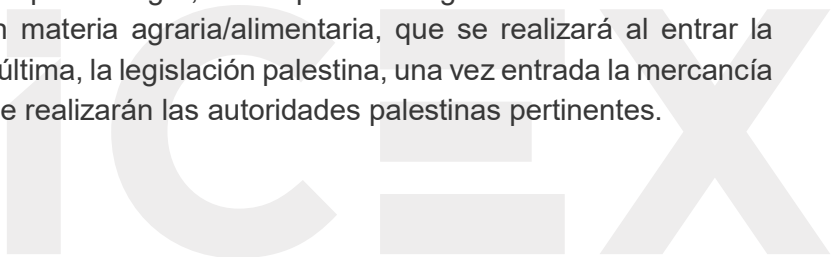 n materia agraria/alimentaria, que se realizará al entrar la
última, la legislación palestina, una vez entrada la mercancía
e realizarán las autoridades palestinas pertinentes.
iCEX